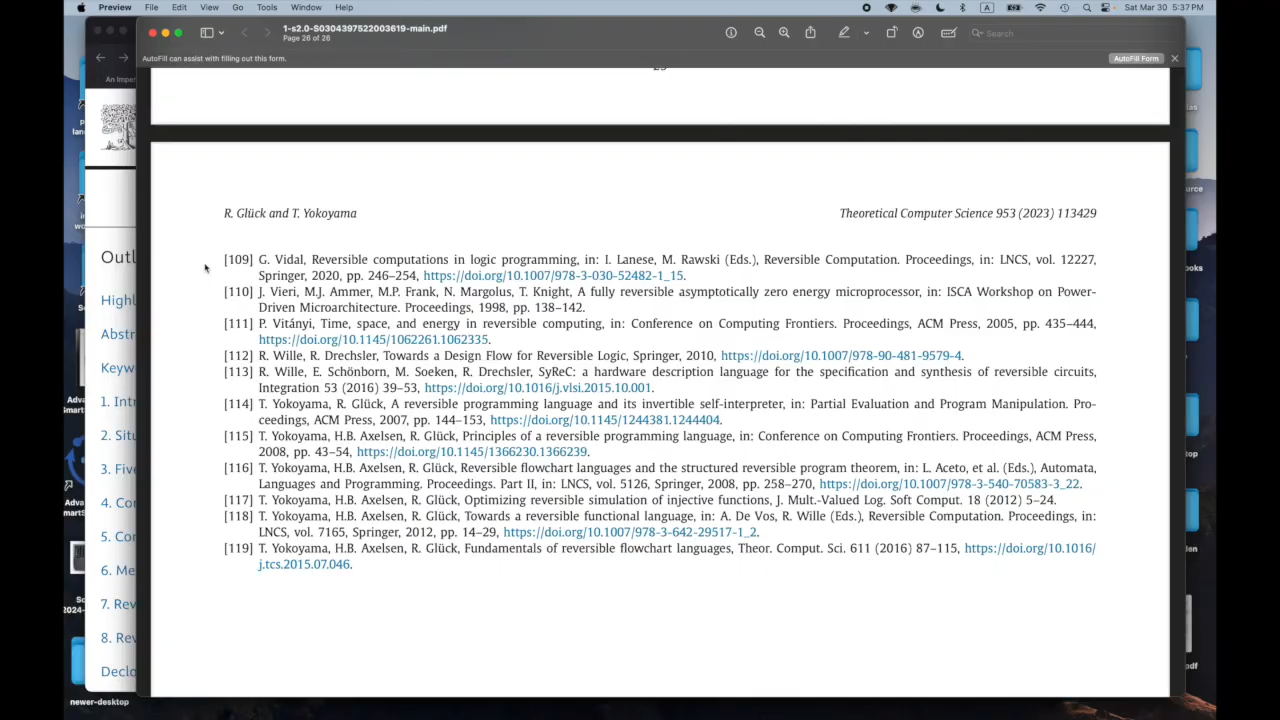 Preview File Edit View Go Tools Window Help
A
Sat Mar 30 5:37 PM
1-s2.0-S0304397522003619-main.pdf
Page 26 of 26
Search
AutoFill can assist with filling out this form.
AutoFill Form
R. Glück and T. Yokoyama
Theoretical Computer Science 953 (2023) 113429
[109] G. Vidal, Reversible computations in logic programming, in: I. Lanese, M. Rawski (Eds.), Reversible Computation. Proceedings, in: LNCS, vol. 12227,
Springer, 2020, pp. 246–254, https://doi.org/10.1007/978-3-030-52482-1_15.
[110] J. Vieri, M.J. Ammer, M.P. Frank, N. Margolus, T. Knight, A fully reversible asymptotically zero energy microprocessor, in: ISCA Workshop on Power-
Driven Microarchitecture. Proceedings, 1998, pp. 138–142.
[111] P. Vitányi, Time, space, and energy in reversible computing, in: Conference on Computing Frontiers. Proceedings, ACM Press, 2005, pp. 435–444,
https://doi.org/10.1145/1062261.1062335.
[112] R. Wille, R. Drechsler, Towards a Design Flow for Reversible Logic, Springer, 2010, https://doi.org/10.1007/978-90-481-9579-4.
[113] R. Wille, E. Schönborn, M. Soeken, R. Drechsler, SyReC: a hardware description language for the specification and synthesis of reversible circuits,
Integration 53 (2016) 39–53, https://doi.org/10.1016/j.vlsi.2015.10.001.
[114] T. Yokoyama, R. Glück, A reversible programming language and its invertible self-interpreter, in: Partial Evaluation and Program Manipulation. Pro-
ceedings, ACM Press, 2007, pp. 144–153, https://doi.org/10.1145/1244381.1244404.
[115] T. Yokoyama, H.B. Axelsen, R. Glück, Principles of a reversible programming language, in: Conference on Computing Frontiers. Proceedings, ACM Press,
2008, pp. 43–54, https://doi.org/10.1145/1366230.1366239.
[116] T. Yokoyama, H.B. Axelsen, R. Glück, Reversible flowchart languages and the structured reversible program theorem, in: L. Aceto, et al. (Eds.), Automata,
Languages and Programming. Proceedings. Part II, in: LNCS, vol. 5126, Springer, 2008, pp. 258–270, https://doi.org/10.1007/978-3-540-70583-3_22.
[117] T. Yokoyama, H.B. Axelsen, R. Glück, Optimizing reversible simulation of injective functions, J. Mult.-Valued Log. Soft Comput. 18 (2012) 5–24.
[118] T. Yokoyama, H.B. Axelsen, R. Glück, Towards a reversible functional language, in: A. De Vos, R. Wille (Eds.), Reversible Computation. Proceedings, in:
LNCS, vol. 7165, Springer, 2012, pp. 14–29, https://doi.org/10.1007/978-3-642-29517-1_2.
[119] T. Yokoyama, H.B. Axelsen, R. Glück, Fundamentals of reversible flowchart languages, Theor. Comput. Sci. 611 (2016) 87–115, https://doi.org/10.1016/
j.tcs.2015.07.046.
An Impe
Outl
Highl
Abstr
Keyw
1. Intr
2. Situ
3. Five
4. Co
5. Cor
6. Me
7. Rev
8. Rev
Decla
newer-desktop